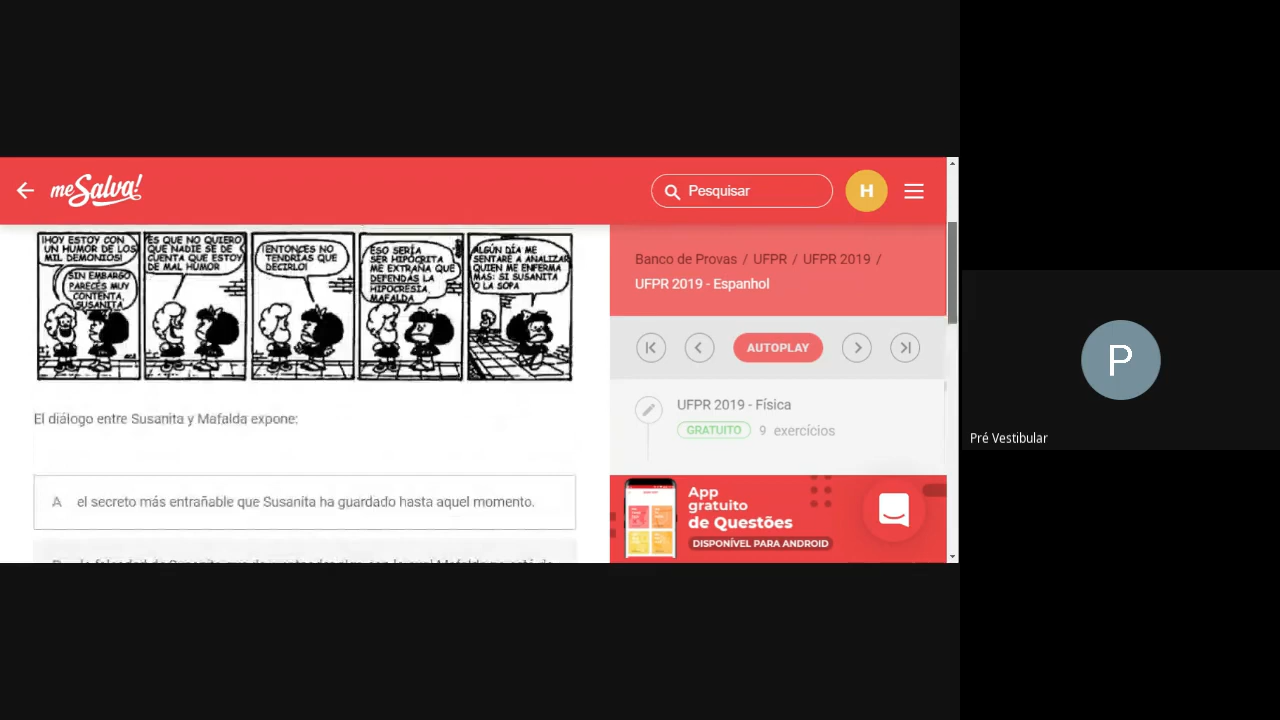 me Salva!
Pesquisar
H
¡HOY ESTOY CON
UN HUMOR DE LOS
MIL DEMONIOS!
SIN EMBARGO
PARECÉS MUY
CONTENTA,
SUSANITA
ES QUE NO QUIERO
QUE NADIE SE DÉ
CUENTA QUE ESTOY
DE MAL HUMOR
¡ENTONCES NO
TENDRÍAS QUE
DECIRLO!
ESO SERÍA
SER HIPÓCRITA
ME EXTRAÑA QUE
DEFENDAS LA
HIPOCRESÍA,
MAFALDA
ALGÚN DÍA ME
SENTARÉ A ANALIZAR
QUIEN ME ENFERMA
MÁS: SI SUSANITA
O LA SOPA
El diálogo entre Susanita y Mafalda expone:
A el secreto más entrañable que Susanita ha guardado hasta aquel momento.
Banco de Provas / UFPR / UFPR 2019 /
UFPR 2019 - Espanhol
AUTOPLAY
UFPR 2019 - Física
GRATUITO 9 exercícios
App
gratuito
de Questões
DISPONÍVEL PARA ANDROID
P
Pré Vestibular